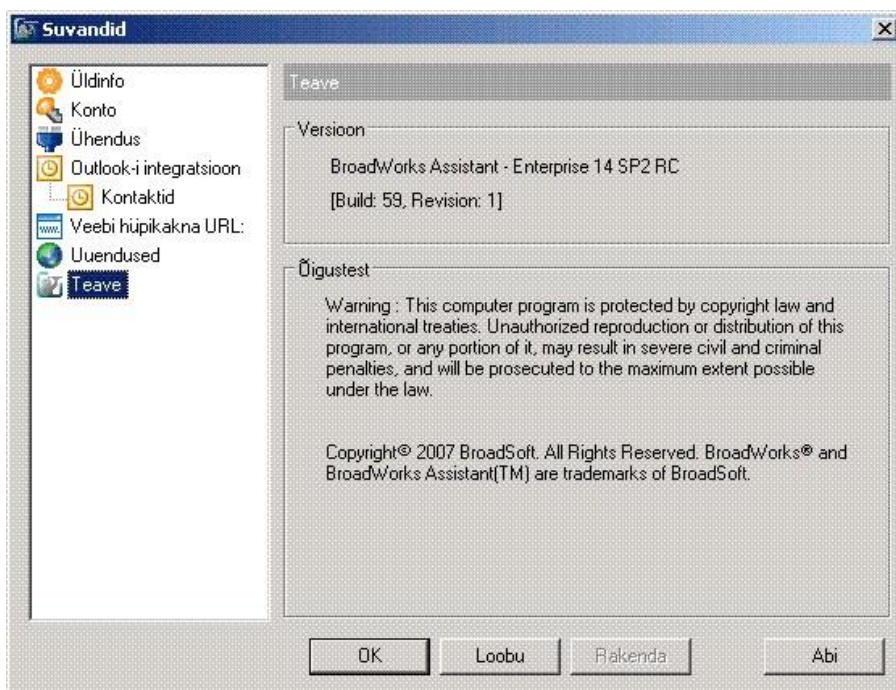 Suvandid
Üldinfo
Konto
Ühendus
Outlook-i integratsioon
Kontaktid
Veebi hüpikakna URL:
Uuendused
Teave
Teave
Versioon
BroadWorks Assistant - Enterprise 14 SP2 RC
[Build: 59, Revision: 1]
Õigustest
Warning : This computer program is protected by copyright law and
international treaties. Unauthorized reproduction or distribution of this
program, or any portion of it, may result in severe civil and criminal
penalties, and will be prosecuted to the maximum extent possible
under the law.
Copyright© 2007 BroadSoft. All Rights Reserved. BroadWorks® and
BroadWorks Assistant(TM) are trademarks of BroadSoft.
OK
Loobu
Rakenda
Abi